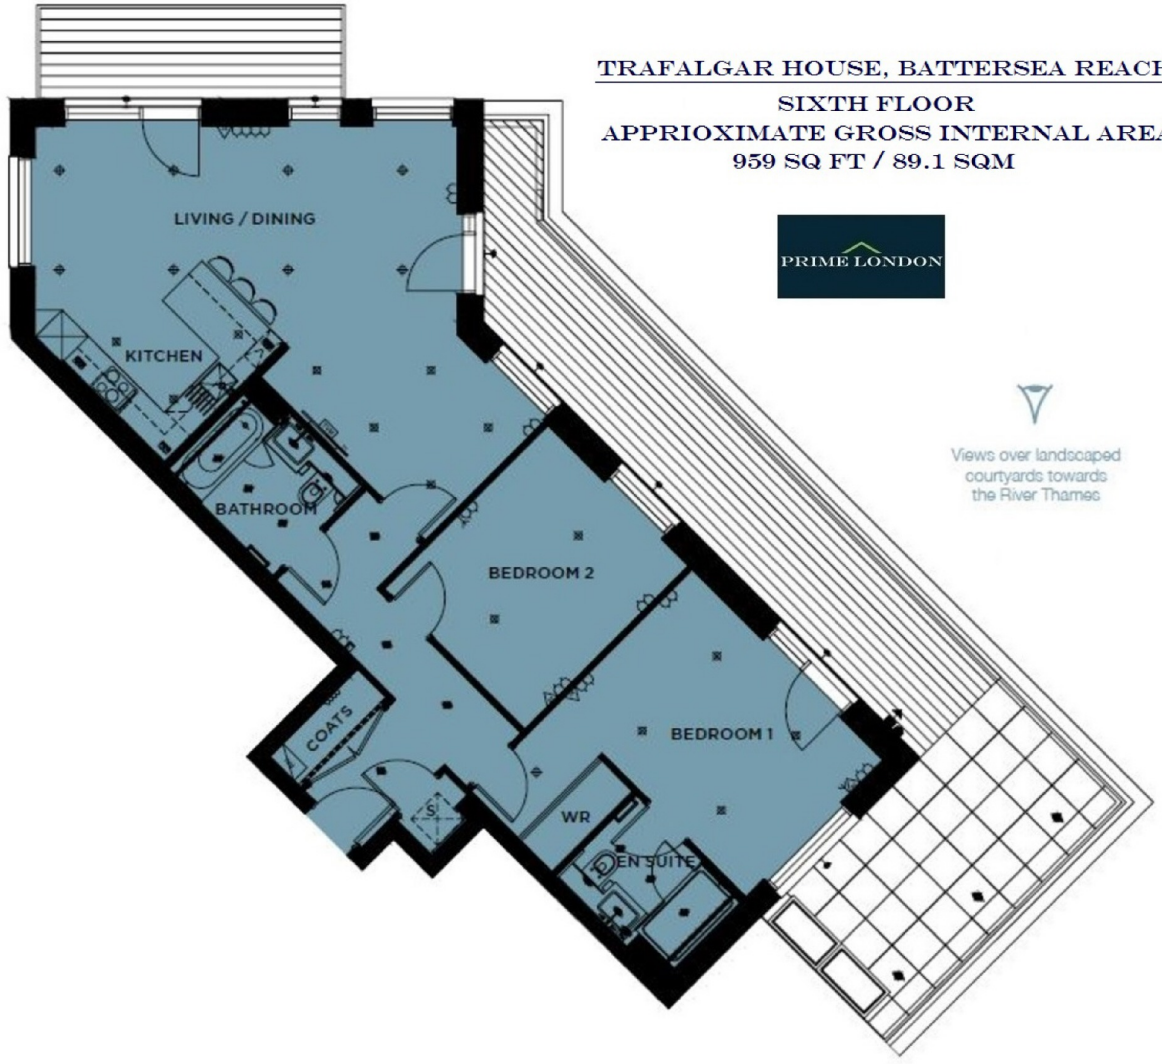 TRAFALGAR HOUSE, BATTERSEA REACH
SIXTH FLOOR
APPRIOXIMATE GROSS INTERNAL AREA
959 SQ FT / 89.1 SQM
PRIME LONDON
LIVING / DINING
KITCHEN
Views over landscaped
courtyards towards
the River Thames
BATHROOM
BEDROOM 2
COATS
BEDROOM 1
S
WR
EN SUITE